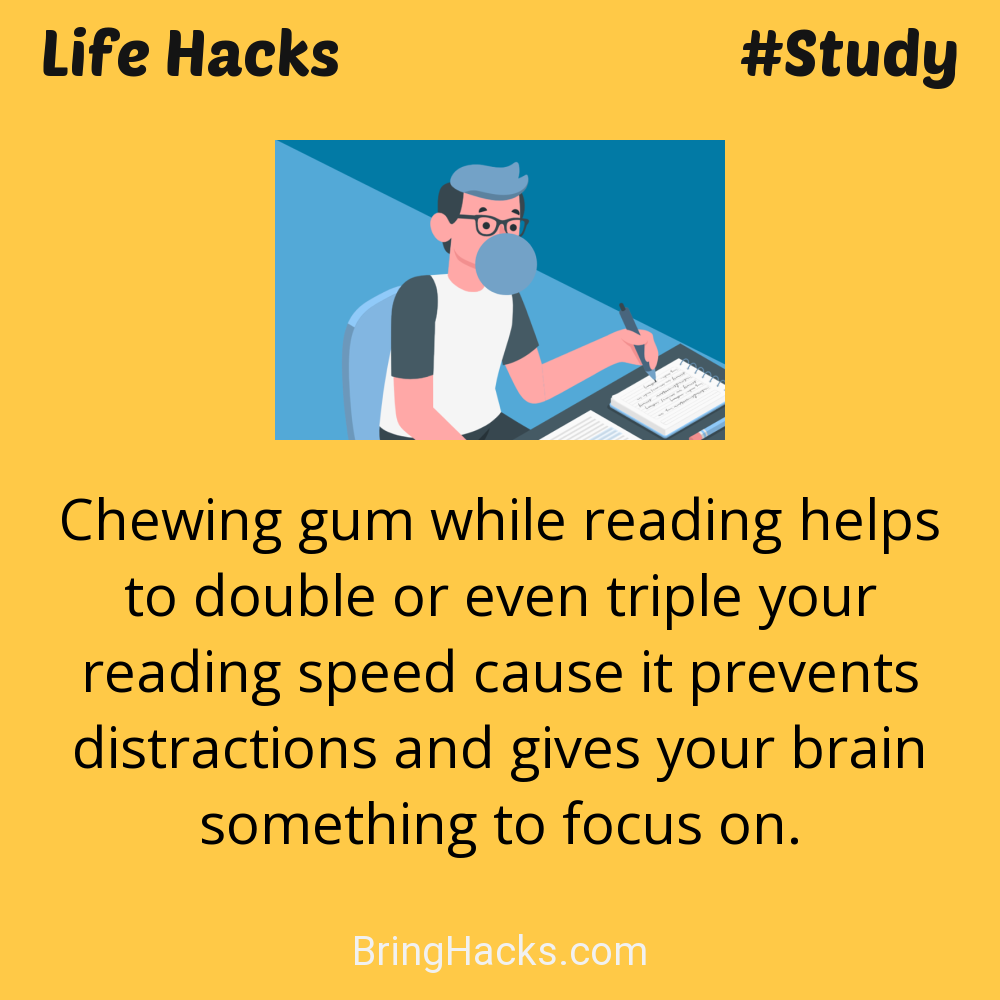 Life Hacks
#Study
Chewing gum while reading helps
to double or even triple your
reading speed cause it prevents
distractions and gives your brain
something to focus on.
BringHacks.com